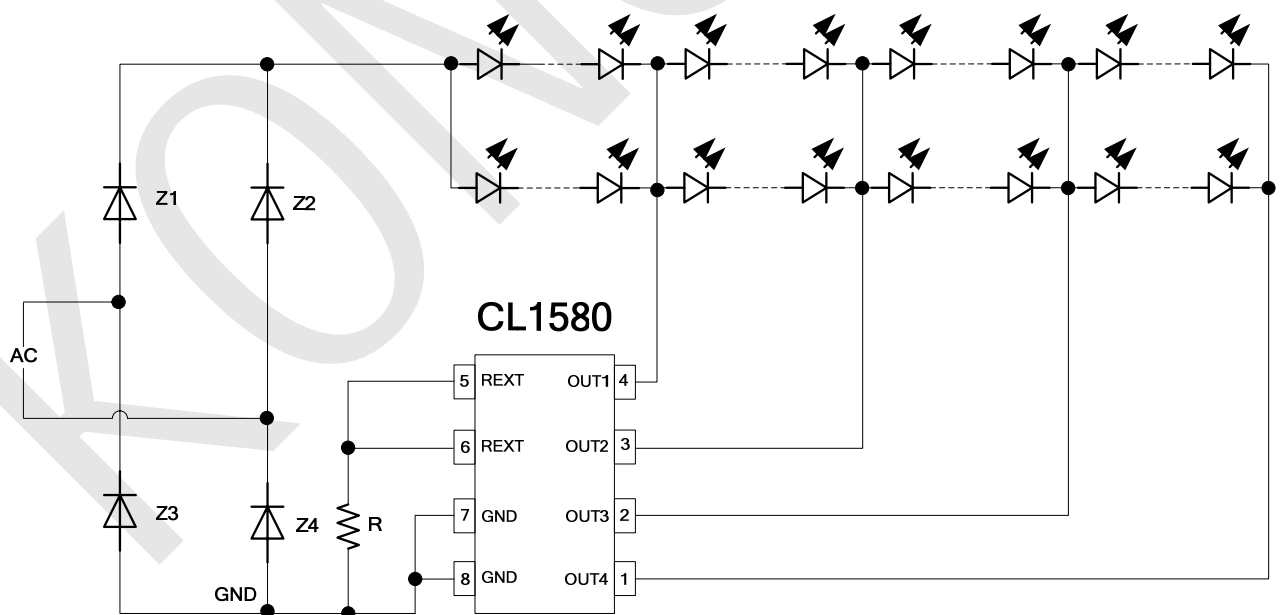 Z1
Z2
AC
CL1580
5 REXT OUT1 4
6 REXT OUT2 3
7 GND OUT3 2
8 GND OUT4 1
Z3
Z4
R
GND